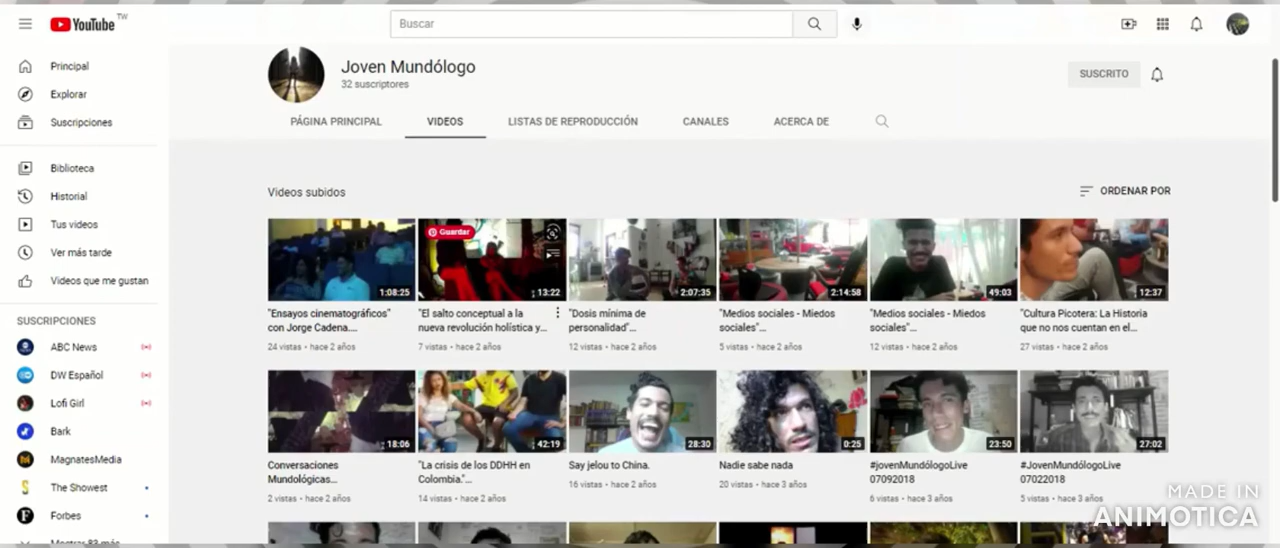 YouTube TW
Buscar
Principal
Explorar
Suscripciones
Biblioteca
Historial
Tus videos
Ver más tarde
Videos que me gustan
SUSCRIPCIONES
ABC News
DW Español
Lofi Girl
Bark
MagnatesMedia
The Showest
Forbes
Mostrar 83 más
Joven Mundólogo
32 suscriptores
SUSCRITO
PÁGINA PRINCIPAL
VIDEOS
LISTAS DE REPRODUCCIÓN
CANALES
ACERCA DE
Videos subidos
ORDENAR POR
1:08:25
"Ensayos cinematográficos"
con Jorge Cadena....
24 vistas • hace 2 años
Guardar
13:22
"El salto conceptual a la
nueva revolución holística y...
7 vistas • hace 2 años
2:07:35
"Dosis mínima de
personalidad"...
12 vistas • hace 2 años
2:14:58
"Medios sociales - Miedos
sociales"...
5 vistas • hace 2 años
49:03
"Medios sociales - Miedos
sociales"...
12 vistas • hace 2 años
12:37
"Cultura Picotera: La Historia
que no nos cuentan en el...
27 vistas • hace 2 años
18:06
Conversaciones
Mundológicas...
2 vistas • hace 2 años
42:19
"La crisis de los DDHH en
Colombia."...
14 vistas • hace 2 años
28:30
Say jelou to China.
16 vistas • hace 2 años
0:25
Nadie sabe nada
20 vistas • hace 3 años
23:50
#jovenMundólogoLive
07092018
6 vistas • hace 3 años
27:02
#JovenMundólogoLive
07022018
5 vistas • hace 3 años
MADE IN
ANIMOTICA